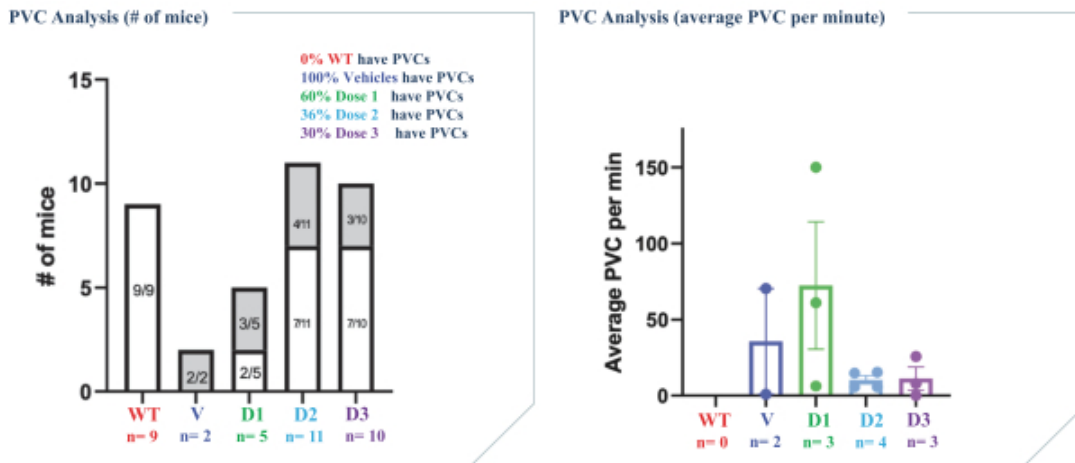 PVC Analysis (# of mice)
0% WT have PVCs
100% Vehicles have PVCs
60% Dose 1 have PVCs
36% Dose 2 have PVCs
30% Dose 3 have PVCs
# of mice
15
10
5
0
9/9
2/2
3/5
2/5
4/11
7/11
3/10
7/10
WT V D1 D2 D3
n= 9 n= 2 n= 5 n= 11 n= 10
PVC Analysis (average PVC per minute)
Average PVC per min
150
100
50
0
WT V D1 D2 D3
n= 0 n= 2 n= 3 n= 4 n= 3